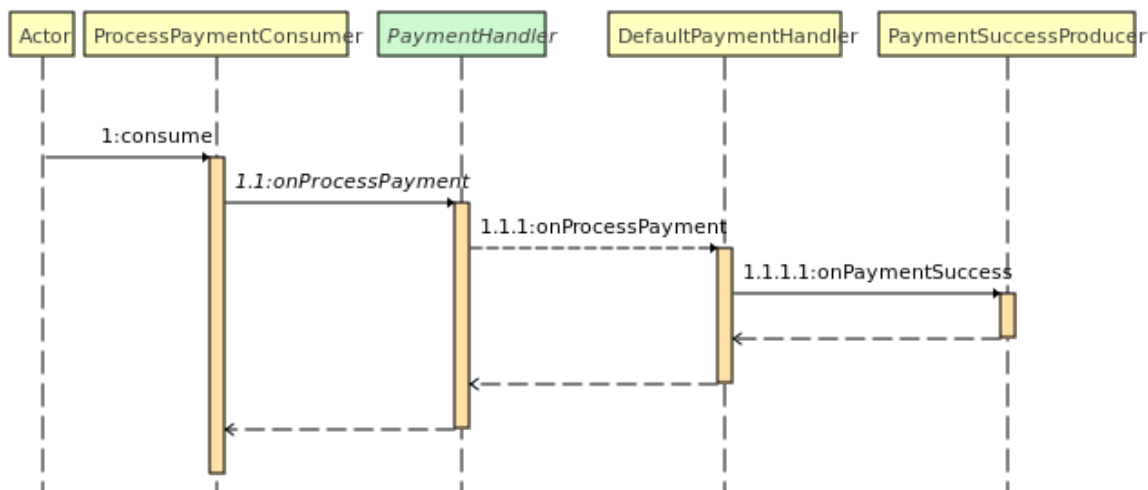 Actor
ProcessPaymentConsumer
PaymentHandler
DefaultPaymentHandler
PaymentSuccessProducer
1:consume
1.1:onProcessPayment
1.1.1:onProcessPayment
1.1.1.1:onPaymentSuccess